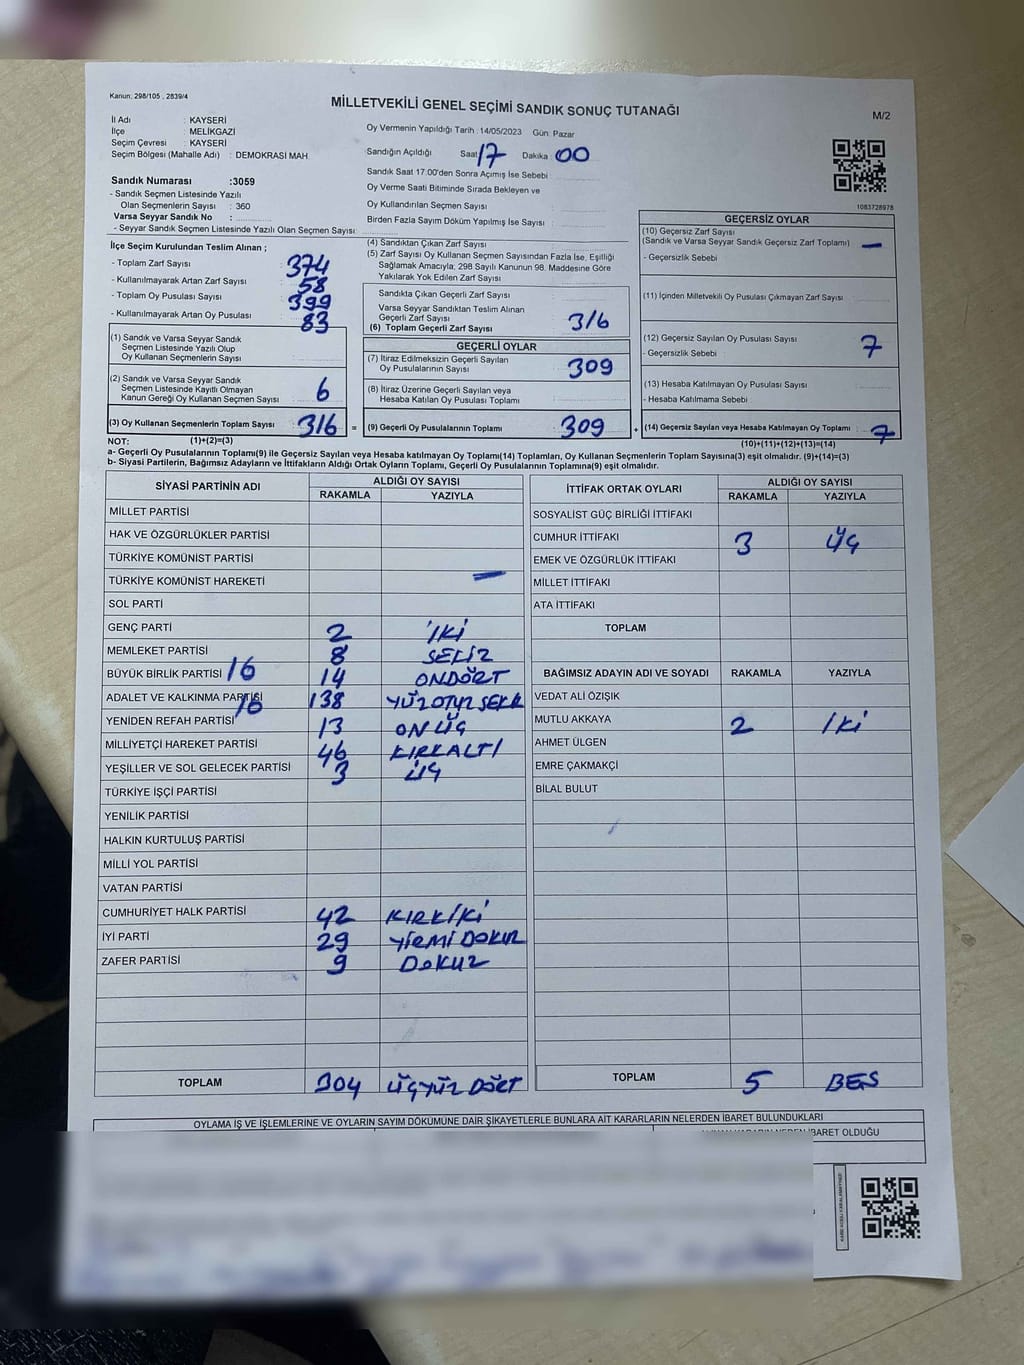 Kanun: 298/105 , 2839/4
MİLLETVEKİLİ GENEL SEÇİMİ SANDIK SONUÇ TUTANAĞI
M/2
İl Adı : KAYSERİ
İlçe : MELİKGAZİ
Seçim Çevresi : KAYSERİ
Seçim Bölgesi (Mahalle Adı) : DEMOKRASİ MAH.
Oy Vermenin Yapıldığı Tarih : 14/05/2023 Gün: Pazar
Sandığın Açıldığı Saat 17 Dakika 00
Sandık Saat 17.00'den Sonra Açılmış İse Sebebi
Oy Verme Saati Bitiminde Sırada Bekleyen ve
Oy Kullandırılan Seçmen Sayısı
Birden Fazla Sayım Döküm Yapılmış İse Sayısı
1083728978
Sandık Numarası :3059
- Sandık Seçmen Listesinde Yazılı
Olan Seçmenlerin Sayısı : 360
Varsa Seyyar Sandık No :
- Seyyar Sandık Seçmen Listesinde Yazılı Olan Seçmen Sayısı:
İlçe Seçim Kurulundan Teslim Alınan ;
- Toplam Zarf Sayısı 374
- Kullanılmayarak Artan Zarf Sayısı 58
- Toplam Oy Pusulası Sayısı 399
- Kullanılmayarak Artan Oy Pusulası 83
(1) Sandık ve Varsa Seyyar Sandık
Seçmen Listesinde Yazılı Olup
Oy Kullanan Seçmenlerin Sayısı
(2) Sandık ve Varsa Seyyar Sandık
Seçmen Listesinde Kayıtlı Olmayan
Kanun Gereği Oy Kullanan Seçmen Sayısı 6
(3) Oy Kullanan Seçmenlerin Toplam Sayısı 316 =
(1)+(2)=(3)
(4) Sandıktan Çıkan Zarf Sayısı
(5) Zarf Sayısı Oy Kullanan Seçmen Sayısından Fazla İse, Eşitliği
Sağlamak Amacıyla, 298 Sayılı Kanunun 98. Maddesine Göre
Yakılarak Yok Edilen Zarf Sayısı
Sandıkta Çıkan Geçerli Zarf Sayısı
Varsa Seyyar Sandıktan Teslim Alınan
Geçerli Zarf Sayısı
(6) Toplam Geçerli Zarf Sayısı 316
GEÇERLİ OYLAR
(7) İtiraz Edilmeksizin Geçerli Sayılan
Oy Pusulalarının Sayısı 309
(8) İtiraz Üzerine Geçerli Sayılan veya
Hesaba Katılan Oy Pusulası Toplamı
(9) Geçerli Oy Pusulalarının Toplamı 309 +
GEÇERSİZ OYLAR
(10) Geçersiz Zarf Sayısı
(Sandık ve Varsa Seyyar Sandık Geçersiz Zarf Toplamı) —
- Geçersizlik Sebebi
(11) İçinden Milletvekili Oy Pusulası Çıkmayan Zarf Sayısı
(12) Geçersiz Sayılan Oy Pusulası Sayısı 7
- Geçersizlik Sebebi
(13) Hesaba Katılmayan Oy Pusulası Sayısı
- Hesaba Katılmama Sebebi
(14) Geçersiz Sayılan veya Hesaba Katılmayan Oy Toplamı 7
(10)+(11)+(12)+(13)=(14)
NOT:
a- Geçerli Oy Pusulalarının Toplamı(9) ile Geçersiz Sayılan veya Hesaba katılmayan Oy Toplamı(14) Toplamları, Oy Kullanan Seçmenlerin Toplam Sayısına(3) eşit olmalıdır. (9)+(14)=(3)
b- Siyasi Partilerin, Bağımsız Adayların ve İttifakların Aldığı Ortak Oyların Toplamı, Geçerli Oy Pusulalarının Toplamına(9) eşit olmalıdır.
SİYASİ PARTİNİN ADI ALDIĞI OY SAYISI
RAKAMLA YAZIYLA
MİLLET PARTİSİ
HAK VE ÖZGÜRLÜKLER PARTİSİ
TÜRKİYE KOMÜNİST PARTİSİ
TÜRKİYE KOMÜNİST HAREKETİ —
SOL PARTİ
GENÇ PARTİ 2 İKİ
MEMLEKET PARTİSİ 8 SEKİZ
BÜYÜK BİRLİK PARTİSİ 16 14 ONDÖRT
ADALET VE KALKINMA PARTİSİ 16 138 YÜZOTUZ SEKİZ
YENİDEN REFAH PARTİSİ 13 ON ÜÇ
MİLLİYETÇİ HAREKET PARTİSİ 46 KIRKALTI
YEŞİLLER VE SOL GELECEK PARTİSİ 3 ÜÇ
TÜRKİYE İŞÇİ PARTİSİ
YENİLİK PARTİSİ
HALKIN KURTULUŞ PARTİSİ
MİLLİ YOL PARTİSİ
VATAN PARTİSİ
CUMHURİYET HALK PARTİSİ 42 KIRKİKİ
İYİ PARTİ 29 YİRMİ DOKUZ
ZAFER PARTİSİ 9 DOKUZ
TOPLAM 304 ÜÇYÜZ DÖRT
İTTİFAK ORTAK OYLARI ALDIĞI OY SAYISI
RAKAMLA YAZIYLA
SOSYALİST GÜÇ BİRLİĞİ İTTİFAKI
CUMHUR İTTİFAKI 3 ÜÇ
EMEK VE ÖZGÜRLÜK İTTİFAKI
MİLLET İTTİFAKI
ATA İTTİFAKI
TOPLAM
BAĞIMSIZ ADAYIN ADI VE SOYADI RAKAMLA YAZIYLA
VEDAT ALİ ÖZIŞIK
MUTLU AKKAYA 2 İKİ
AHMET ÜLGEN
EMRE ÇAKMAKÇİ
BİLAL BULUT
TOPLAM 5 BEŞ
OYLAMA İŞ VE İŞLEMLERİNE VE OYLARIN SAYIM DÖKÜMÜNE DAİR ŞİKAYETLERLE BUNLARA AİT KARARLARIN NELERDEN İBARET BULUNDUKLARI
İBARET OLDUĞU